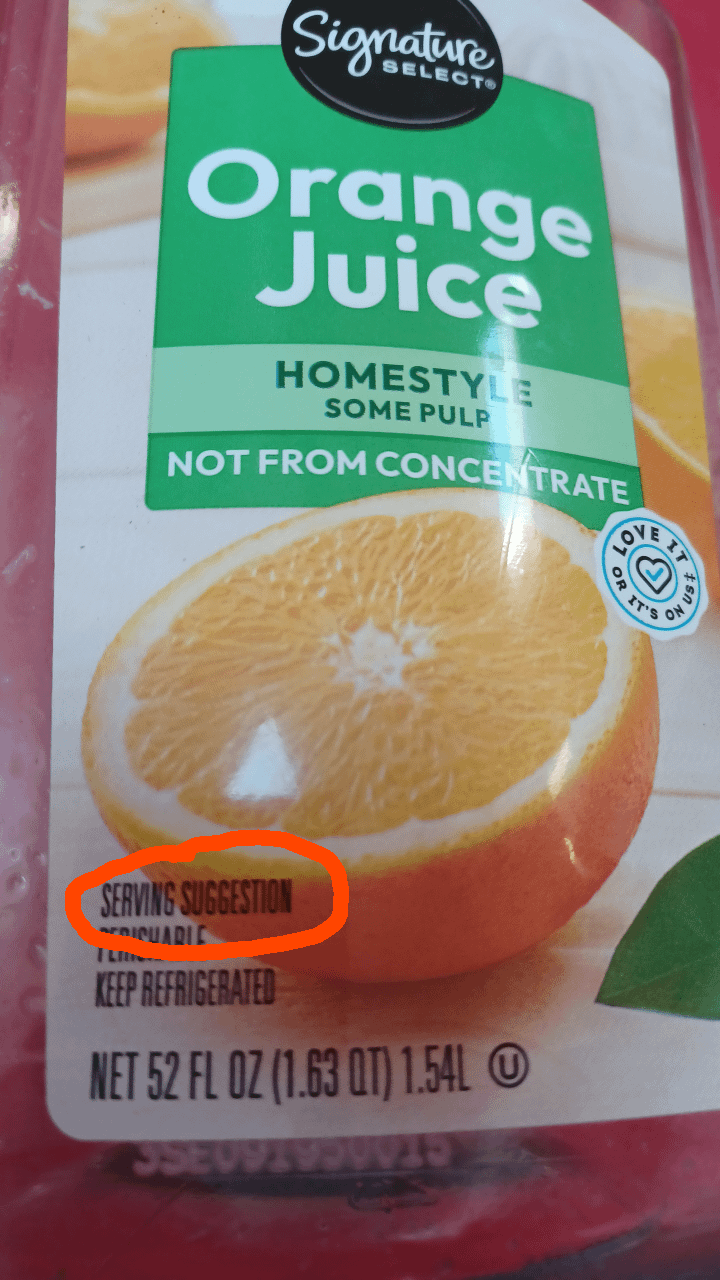 Signature
SELECT®
Orange
Juice
HOMESTYLE
SOME PULP
NOT FROM CONCENTRATE
LOVE IT
OR IT'S ON US‡
SERVING SUGGESTION
PERISHABLE
KEEP REFRIGERATED
NET 52 FL OZ (1.63 QT) 1.54L Ⓤ